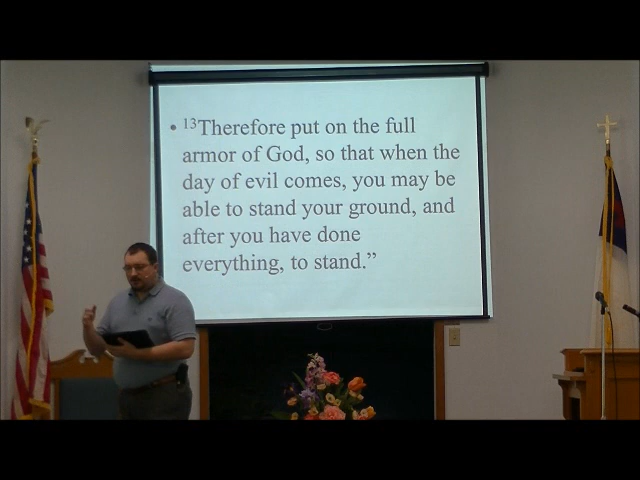 • ¹³Therefore put on the full
armor of God, so that when the
day of evil comes, you may be
able to stand your ground, and
after you have done
everything, to stand.”